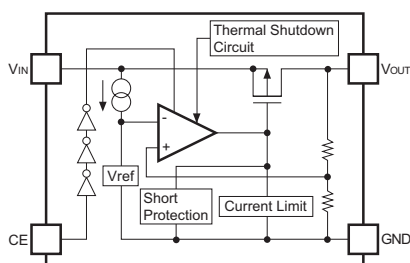 Thermal Shutdown
Circuit
VIN
VOUT
-
+
Vref
Short
Protection
Current Limit
CE
GND